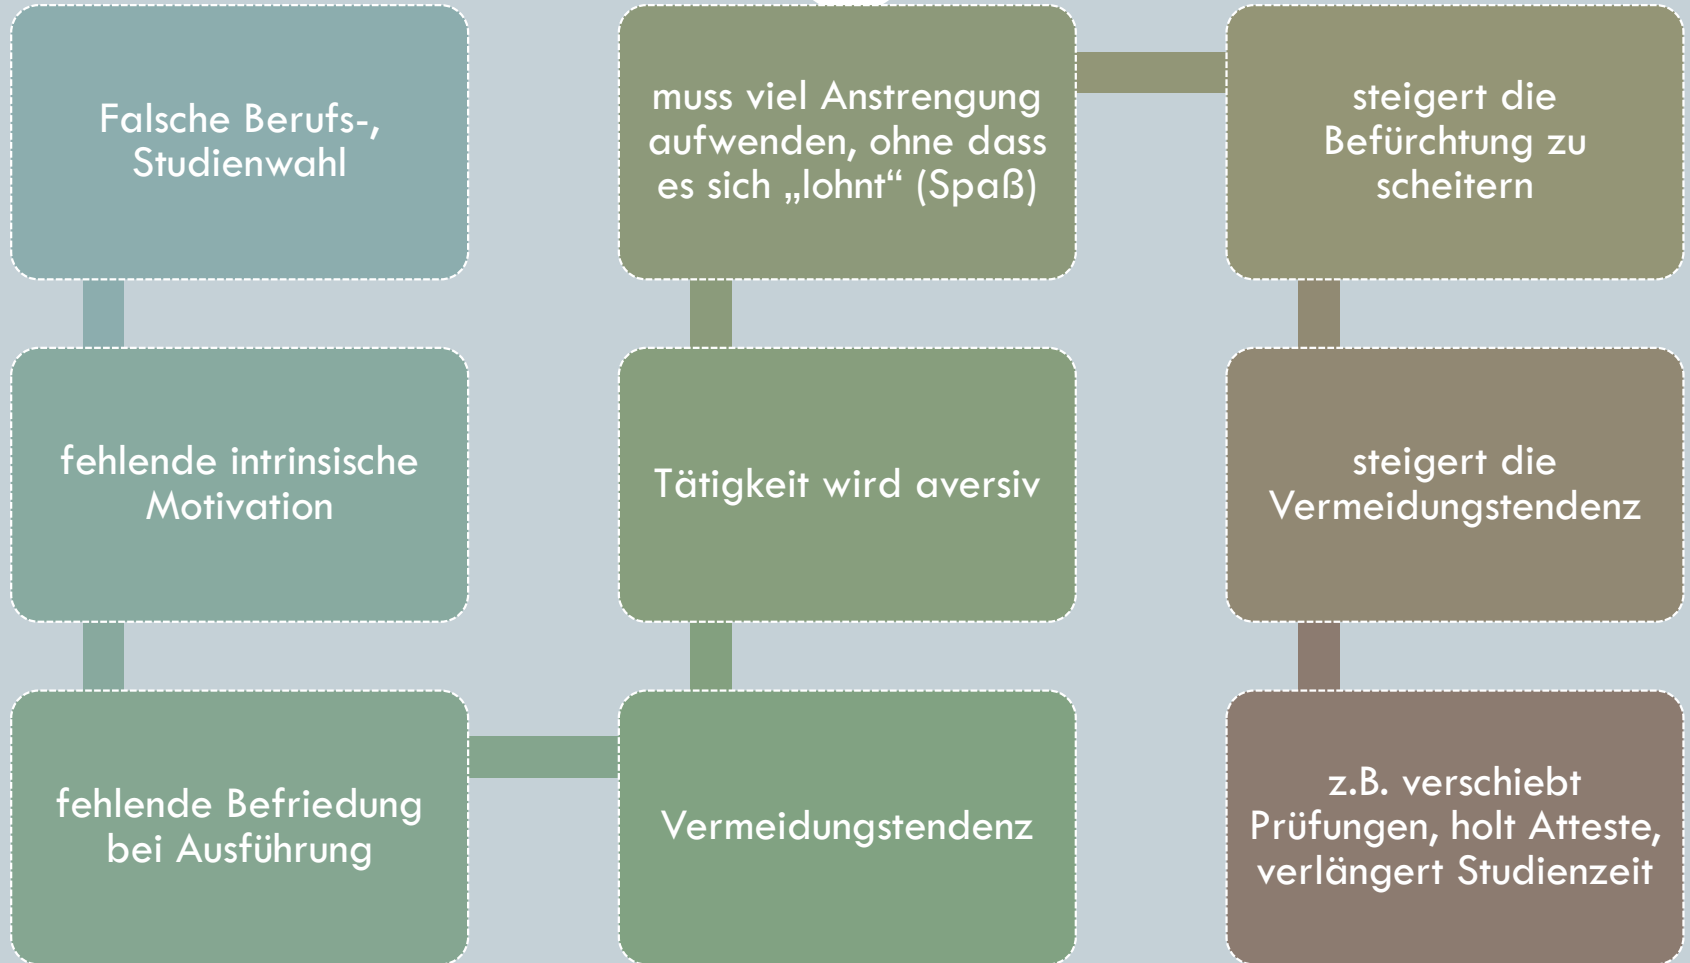 Falsche Berufs-,
Studienwahl
fehlende intrinsische
Motivation
fehlende Befriedung
bei Ausführung
Vermeidungstendenz
Tätigkeit wird aversiv
muss viel Anstrengung
aufwenden, ohne dass
es sich „lohnt“ (Spaß)
steigert die
Befürchtung zu
scheitern
steigert die
Vermeidungstendenz
z.B. verschiebt
Prüfungen, holt Atteste,
verlängert Studienzeit